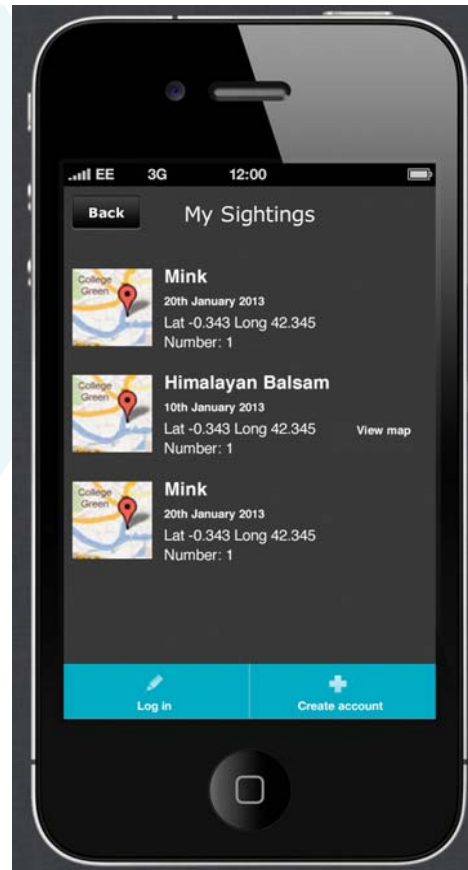 EE 3G 12:00
Back My Sightings
College
Green
Mink
20th January 2013
Lat -0.343 Long 42.345
Number: 1
College
Green
Himalayan Balsam
10th January 2013
Lat -0.343 Long 42.345
Number: 1
View map
College
Green
Mink
20th January 2013
Lat -0.343 Long 42.345
Number: 1
Log in
Create account